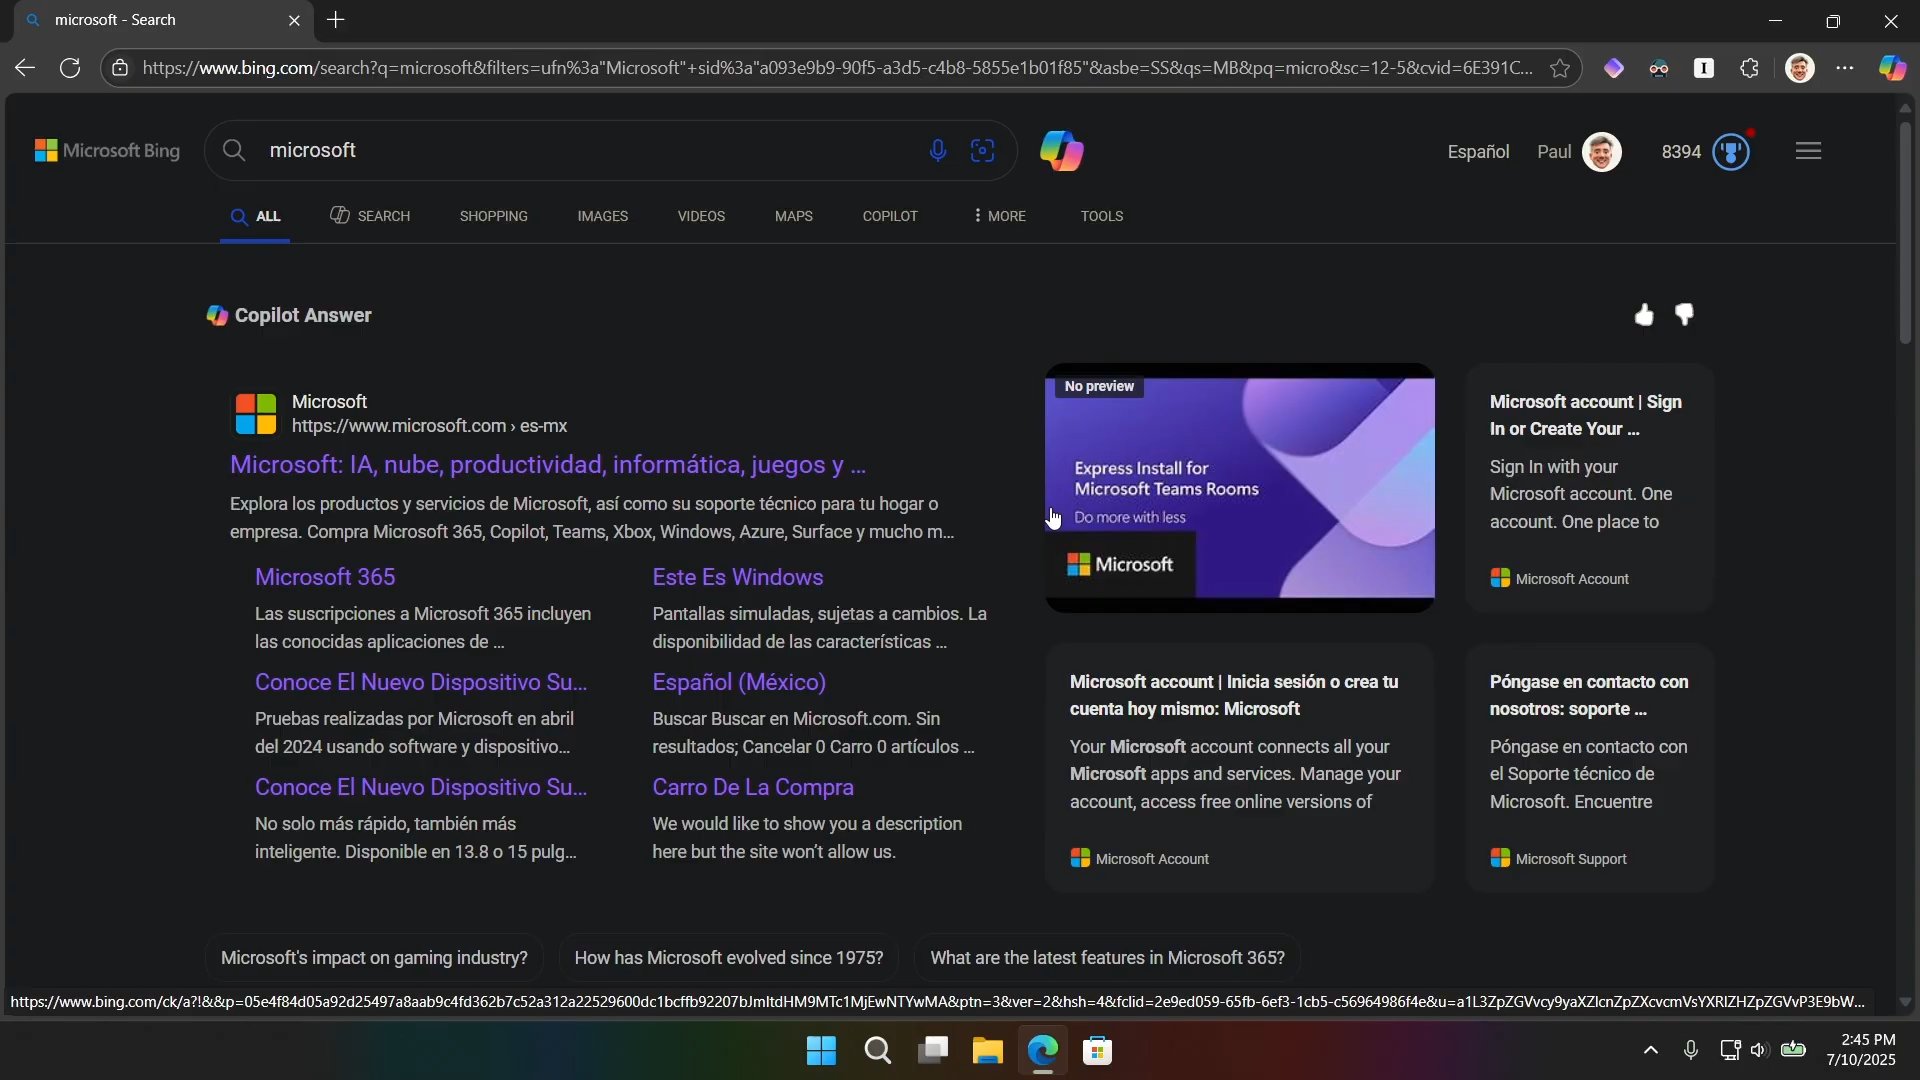 microsoft - Search
https://www.bing.com/search?q=microsoft&filters=ufn%3a"Microsoft"+sid%3a"a093e9b9-90f5-a3d5-c4b8-5855e1b01f85"&asbe=SS&qs=MB&pq=micro&sc=12-5&cvid=6E391C...
Microsoft Bing
microsoft
Español
Paul
8394
ALL
SEARCH
SHOPPING
IMAGES
VIDEOS
MAPS
COPILOT
MORE
TOOLS
Copilot Answer
Microsoft
https://www.microsoft.com › es-mx
Microsoft: IA, nube, productividad, informática, juegos y ...
Explora los productos y servicios de Microsoft, así como su soporte técnico para tu hogar o
empresa. Compra Microsoft 365, Copilot, Teams, Xbox, Windows, Azure, Surface y mucho m...
Microsoft 365
Las suscripciones a Microsoft 365 incluyen
las conocidas aplicaciones de ...
Este Es Windows
Pantallas simuladas, sujetas a cambios. La
disponibilidad de las características ...
Conoce El Nuevo Dispositivo Su...
Pruebas realizadas por Microsoft en abril
del 2024 usando software y dispositivo...
Español (México)
Buscar Buscar en Microsoft.com. Sin
resultados; Cancelar 0 Carro 0 artículos ...
Conoce El Nuevo Dispositivo Su...
No solo más rápido, también más
inteligente. Disponible en 13.8 o 15 pulg...
Carro De La Compra
We would like to show you a description
here but the site won't allow us.
No preview
Express Install for
Microsoft Teams Rooms
Do more with less
Microsoft
Microsoft account | Sign
In or Create Your ...
Sign In with your
Microsoft account. One
account. One place to
Microsoft Account
Microsoft account | Inicia sesión o crea tu
cuenta hoy mismo: Microsoft
Your Microsoft account connects all your
Microsoft apps and services. Manage your
account, access free online versions of
Microsoft Account
Póngase en contacto con
nosotros: soporte ...
Póngase en contacto con
el Soporte técnico de
Microsoft. Encuentre
Microsoft Support
Microsoft's impact on gaming industry?
How has Microsoft evolved since 1975?
What are the latest features in Microsoft 365?
2:45 PM
7/10/2025